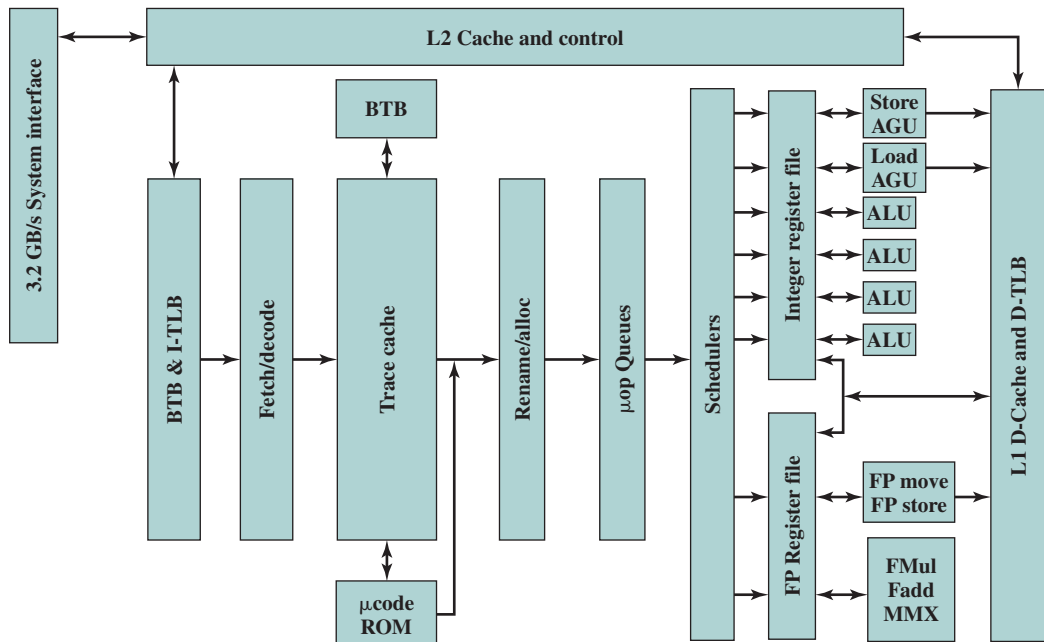 L2 Cache and control
3.2 GB/s System interface
BTB
BTB & I-TLB
Fetch/decode
Trace cache
μcode
ROM
Rename/alloc
μop Queues
Schedulers
Integer register file
FP Register file
Store
AGU
Load
AGU
ALU
ALU
ALU
ALU
FP move
FP store
FMul
Fadd
MMX
L1 D-Cache and D-TLB